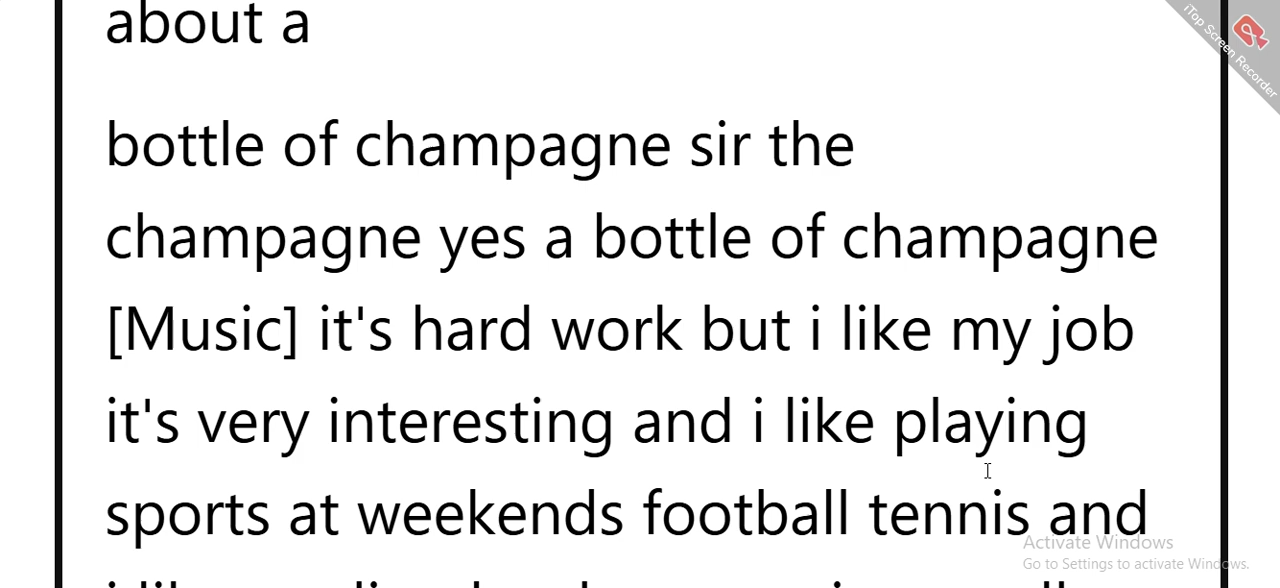 about a
bottle of champagne sir the
champagne yes a bottle of champagne
[Music] it's hard work but i like my job
it's very interesting and i like playing
sports at weekends football tennis and
iTop Screen Recorder
Activate Windows
Go to Settings to activate Windows.